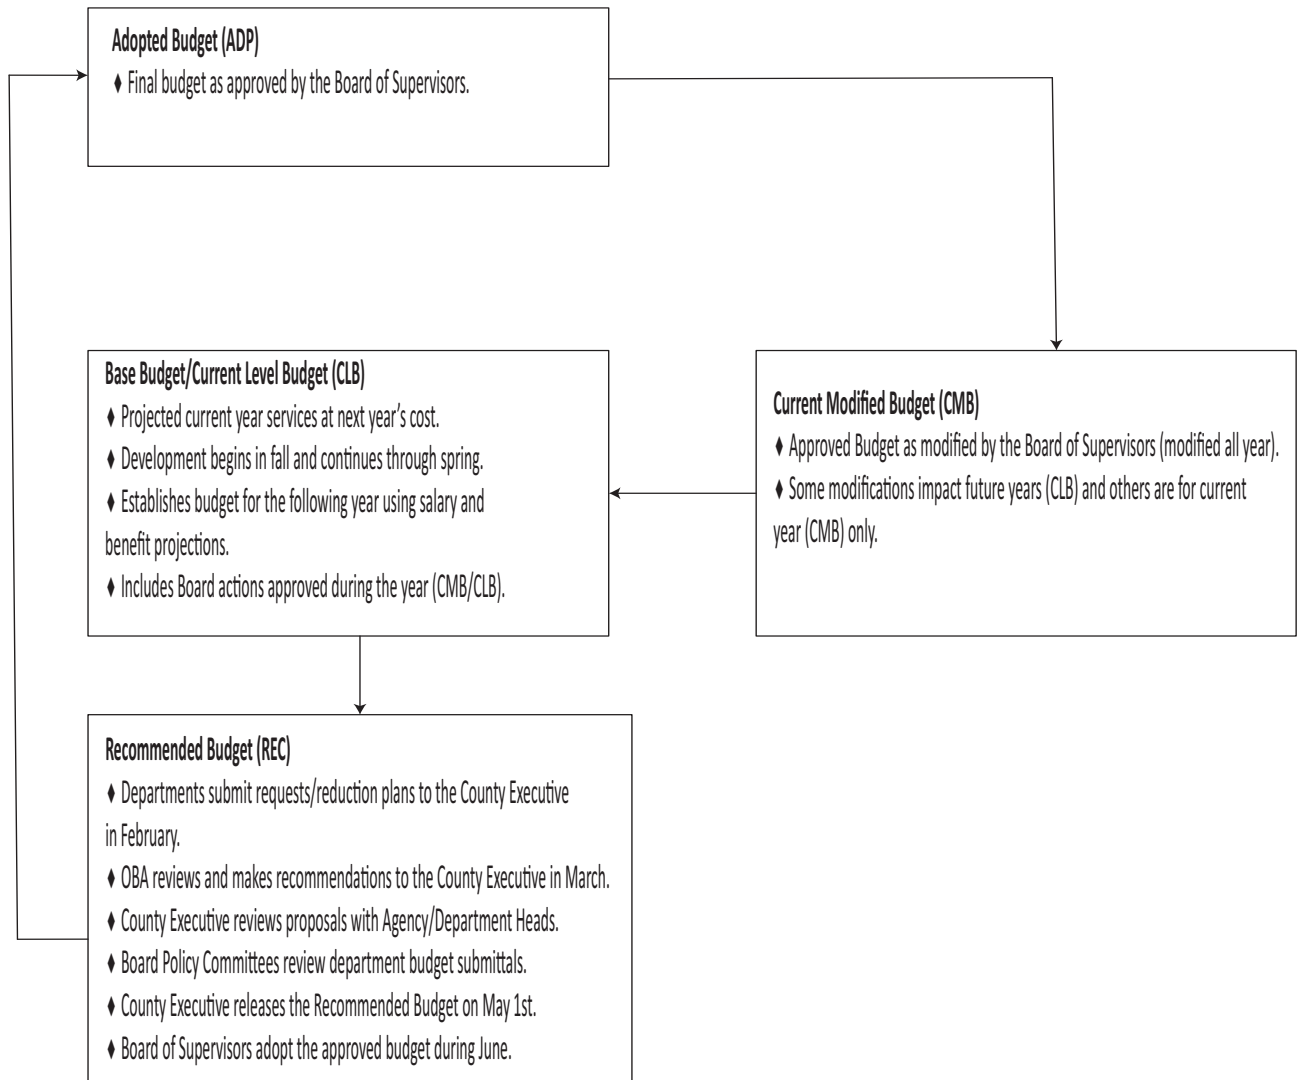 Adopted Budget (ADP)
♦ Final budget as approved by the Board of Supervisors.
Base Budget/Current Level Budget (CLB)
♦ Projected current year services at next year’s cost.
♦ Development begins in fall and continues through spring.
♦ Establishes budget for the following year using salary and
benefit projections.
♦ Includes Board actions approved during the year (CMB/CLB).
Current Modified Budget (CMB)
♦ Approved Budget as modified by the Board of Supervisors (modified all year).
♦ Some modifications impact future years (CLB) and others are for current
year (CMB) only.
Recommended Budget (REC)
♦ Departments submit requests/reduction plans to the County Executive
in February.
♦ OBA reviews and makes recommendations to the County Executive in March.
♦ County Executive reviews proposals with Agency/Department Heads.
♦ Board Policy Committees review department budget submittals.
♦ County Executive releases the Recommended Budget on May 1st.
♦ Board of Supervisors adopt the approved budget during June.